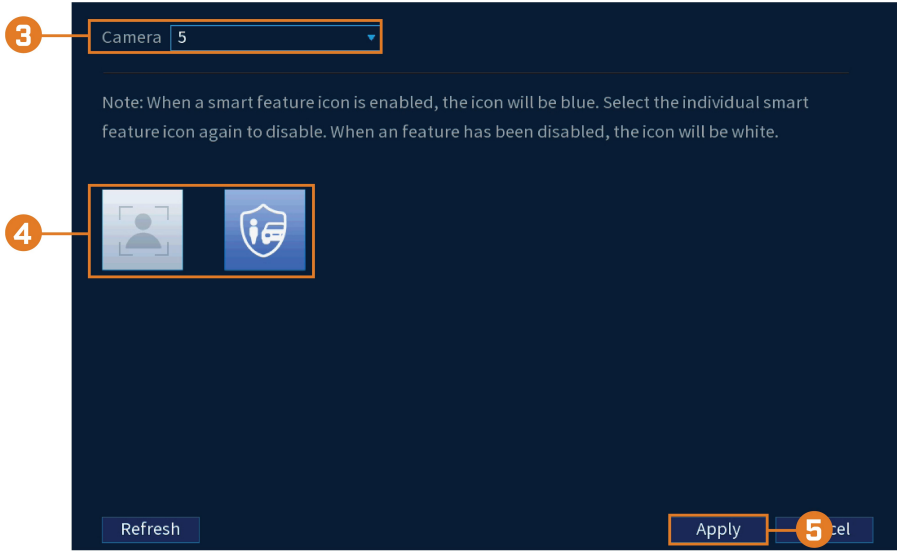 3
Camera 5
Note: When a smart feature icon is enabled, the icon will be blue. Select the individual smart
feature icon again to disable. When an feature has been disabled, the icon will be white.
4
Refresh Apply 5